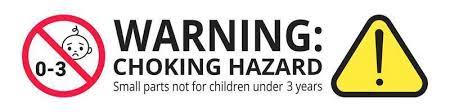 0-3
WARNING:
CHOKING HAZARD
Small parts not for children under 3 years
!